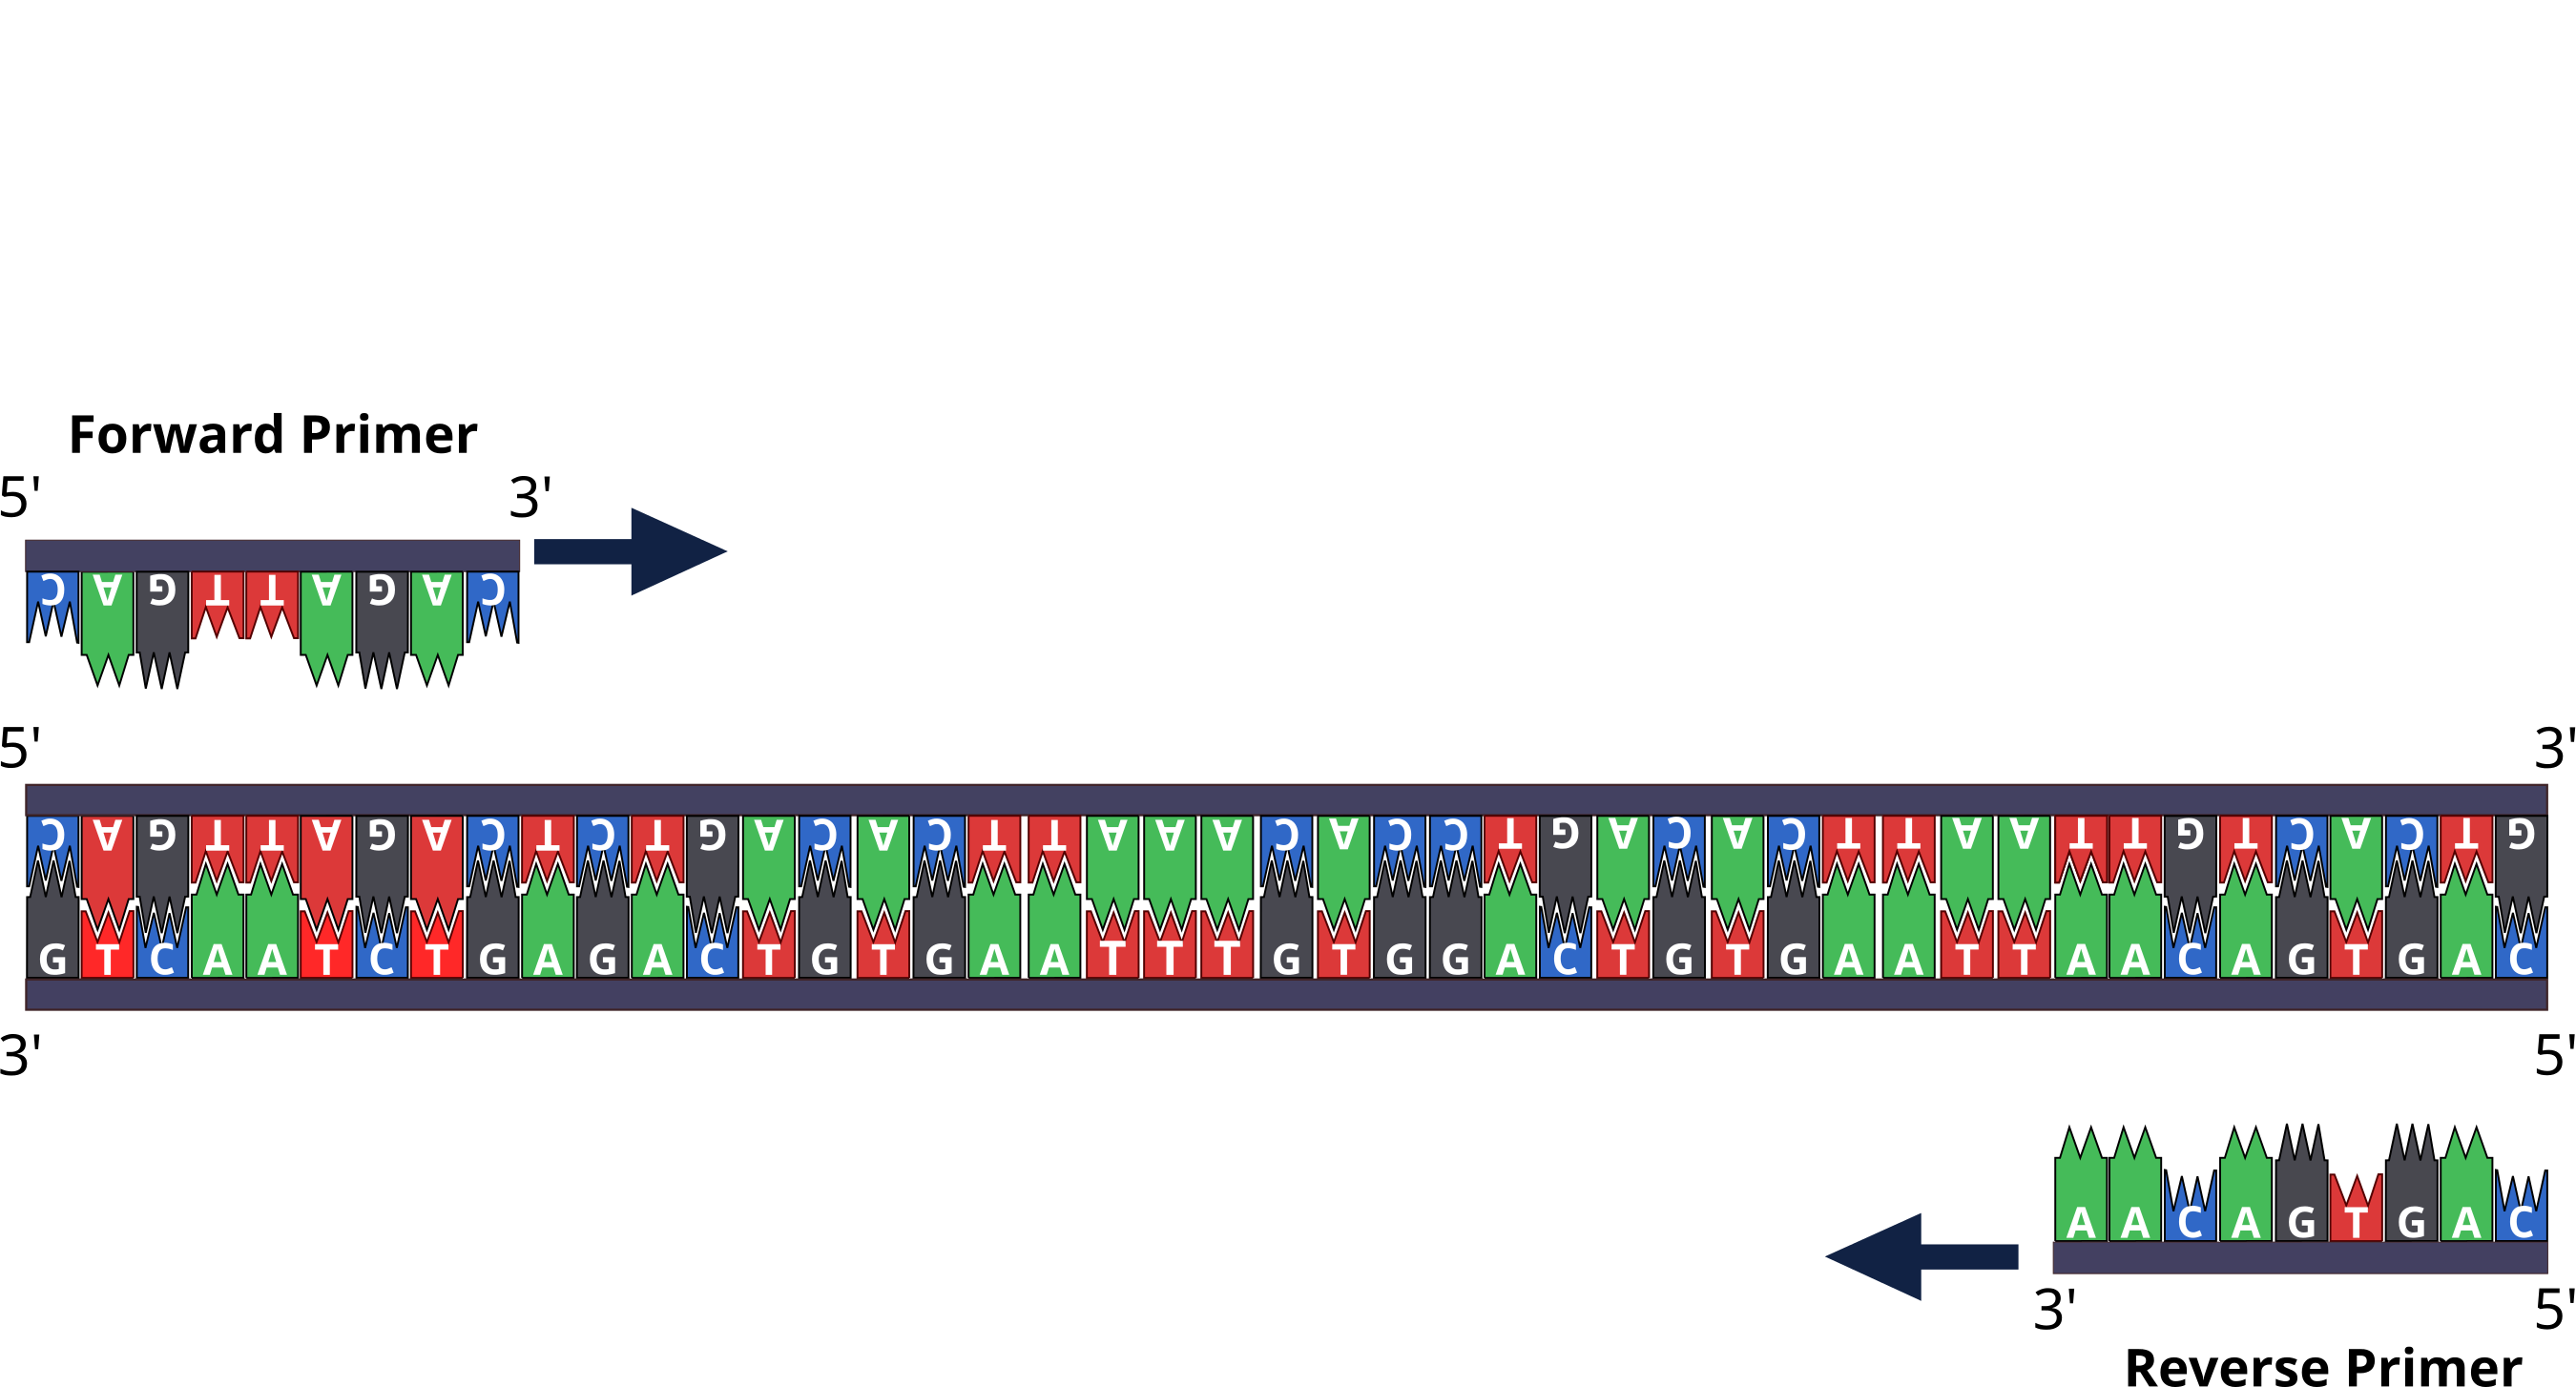 Forward Primer
5' 3'
C A G T T A G A C
5' 3'
C A G T T A G A C T C T G A C A C T T A A A C A C C T G A C A C T T A A T T G T C A C T G
G T C A A T C T G A G A C T G T G A A T T T G T G G A C T G T G A A T T A A C A G T G A C
3' 5'
A A C A G T G A C
3' 5'
Reverse Primer